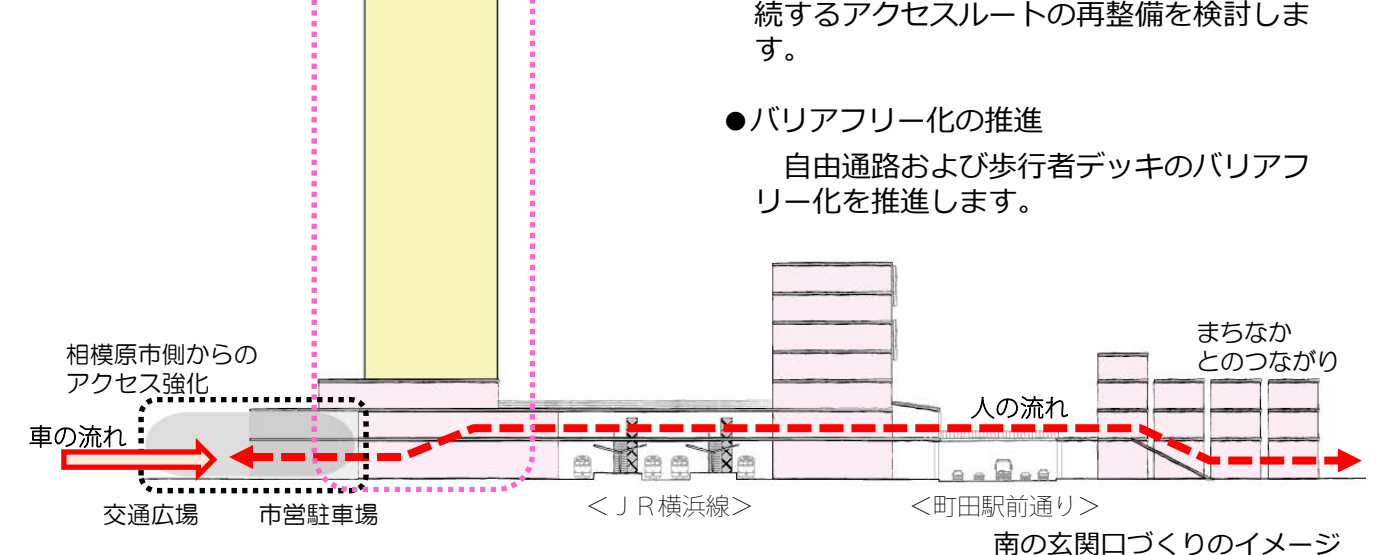 続するアクセスルートの再整備を検討しま
す。
●バリアフリー化の推進
自由通路および歩行者デッキのバリアフ
リー化を推進します。
相模原市側からの
アクセス強化
まちなか
とのつながり
車の流れ
人の流れ
交通広場
市営駐車場
＜ＪＲ横浜線＞
＜町田駅前通り＞
南の玄関口づくりのイメージ